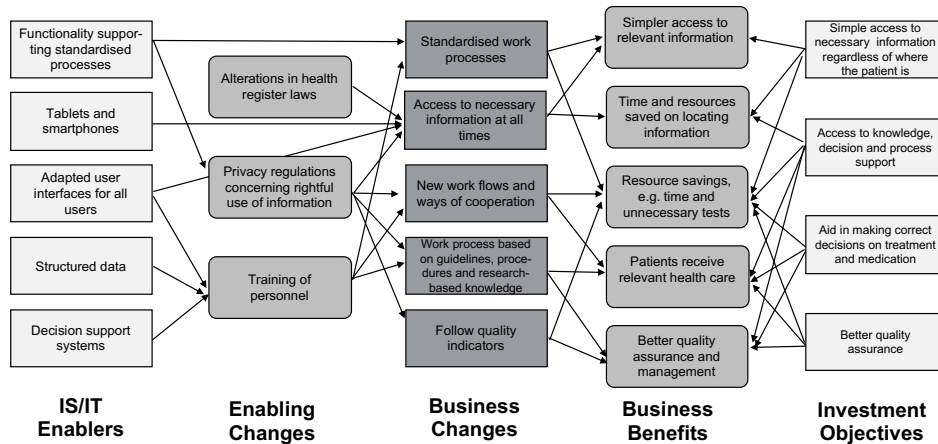 Functionality suppor-
ting standardised
processes
Tablets and
smartphones
Adapted user
interfaces for all
users
Structured data
Decision support
systems
IS/IT
Enablers
Alterations in health
register laws
Privacy regulations
concerning rightful
use of information
Training of
personnel
Enabling
Changes
Standardised work
processes
Access to necessary
information at all
times
New work flows and
ways of cooperation
Work process based
on guidelines, proce-
dures and research-
based knowledge
Follow quality
indicators
Business
Changes
Simpler access to
relevant information
Time and resources
saved on locating
information
Resource savings,
e.g. time and
unnecessary tests
Patients receive
relevant health care
Better quality
assurance and
management
Business
Benefits
Simple access to
necessary information
regardless of where
the patient is
Access to knowledge,
decision and process
support
Aid in making correct
decisions on treatment
and medication
Better quality
assurance
Investment
Objectives